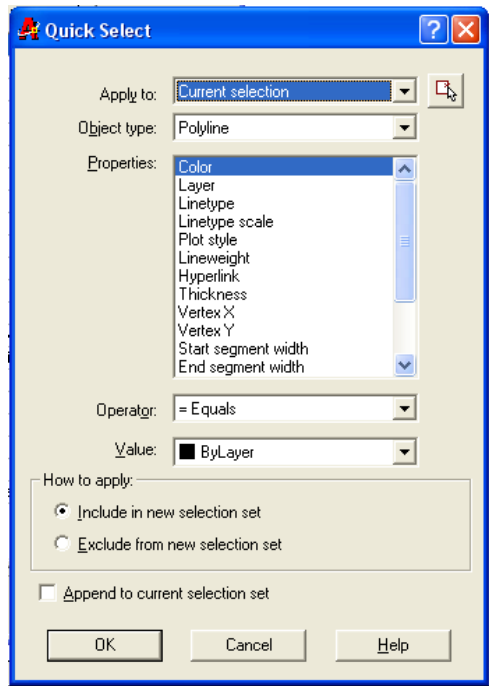 Quick Select
Apply to: Current selection
Object type: Polyline
Properties: Color
Layer
Linetype
Linetype scale
Plot style
Lineweight
Hyperlink
Thickness
Vertex X
Vertex Y
Start segment width
End segment width
Operator: = Equals
Value: ByLayer
How to apply:
Include in new selection set
Exclude from new selection set
Append to current selection set
OK Cancel Help